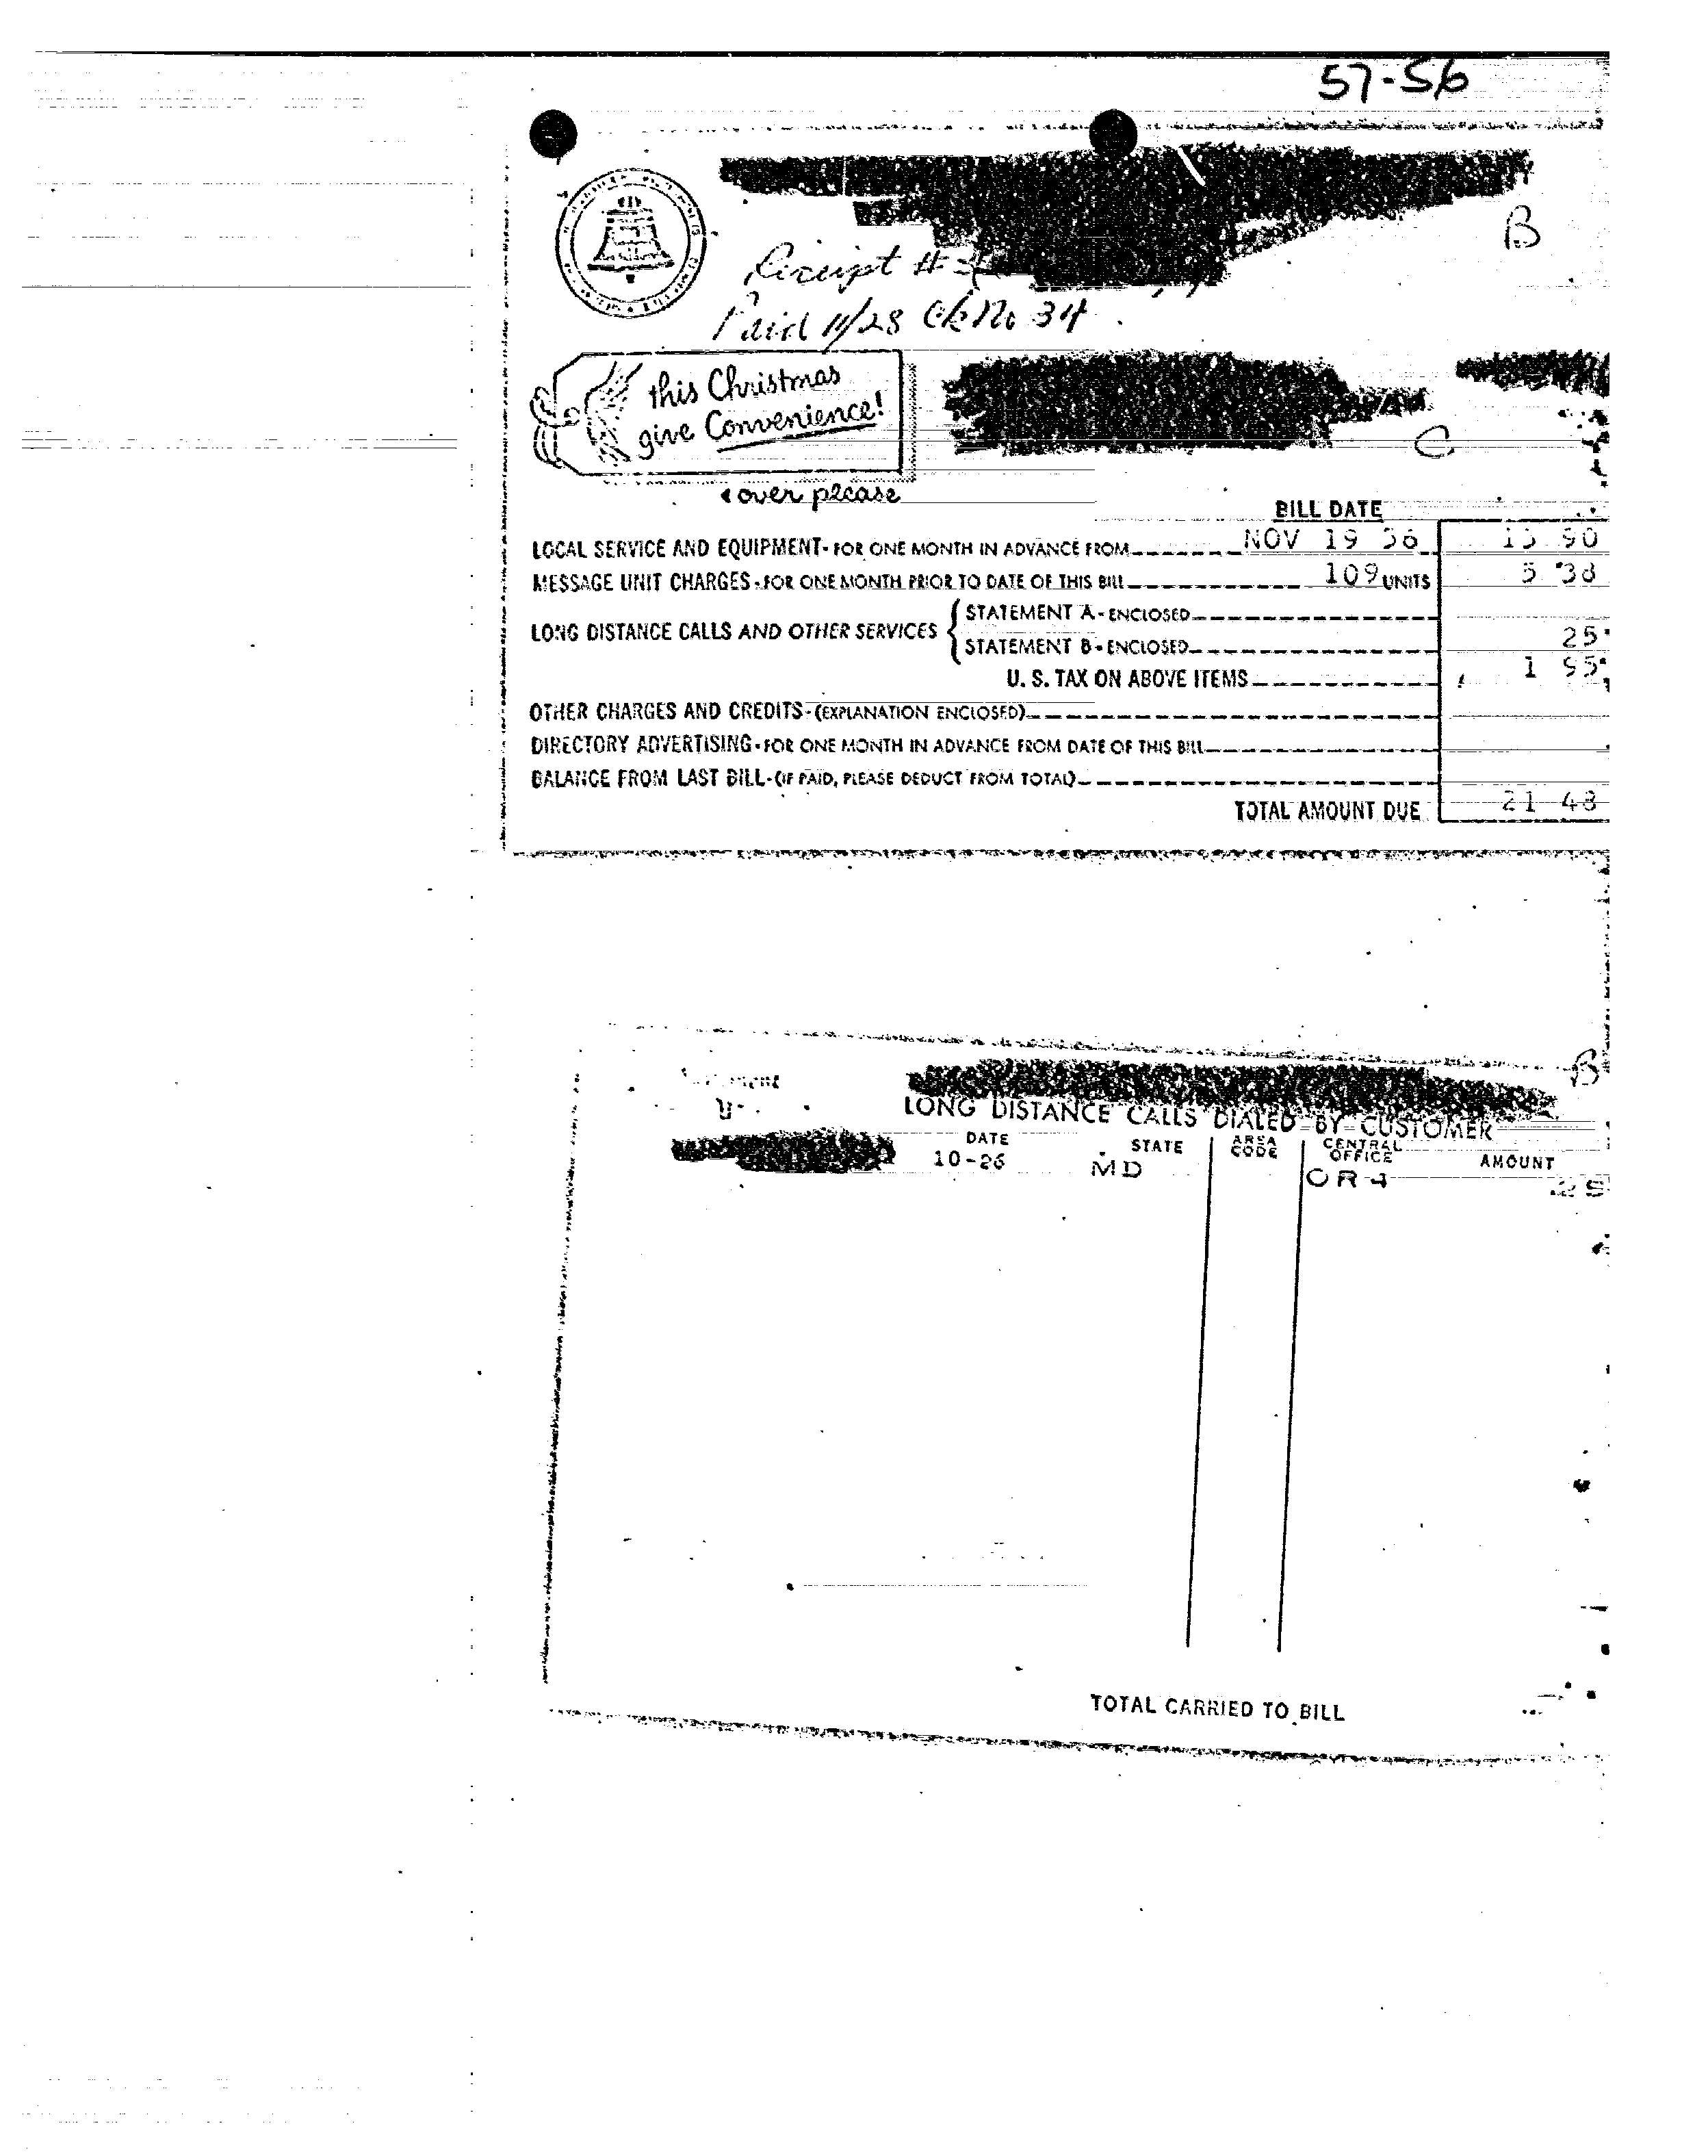 57-56
B
Receipt #
Paid 11/28 Ck No 34
this Christmas
give Convenience!
C
over please
BILL DATE
LOCAL SERVICE AND EQUIPMENT- FOR ONE MONTH IN ADVANCE FROM NOV 19 56 13 90
MESSAGE UNIT CHARGES - FOR ONE MONTH PRIOR TO DATE OF THIS BILL 109 UNITS 5 38
LONG DISTANCE CALLS AND OTHER SERVICES
STATEMENT A - ENCLOSED
STATEMENT B - ENCLOSED 25
U. S. TAX ON ABOVE ITEMS 1 95
OTHER CHARGES AND CREDITS - (EXPLANATION ENCLOSED)
DIRECTORY ADVERTISING - FOR ONE MONTH IN ADVANCE FROM DATE OF THIS BILL
BALANCE FROM LAST BILL - (IF PAID, PLEASE DEDUCT FROM TOTAL)
TOTAL AMOUNT DUE 21 48
B
LONG DISTANCE CALLS DIALED BY CUSTOMER
DATE STATE AREA CODE CENTRAL OFFICE AMOUNT
10-26 MD OR4 .25
TOTAL CARRIED TO BILL